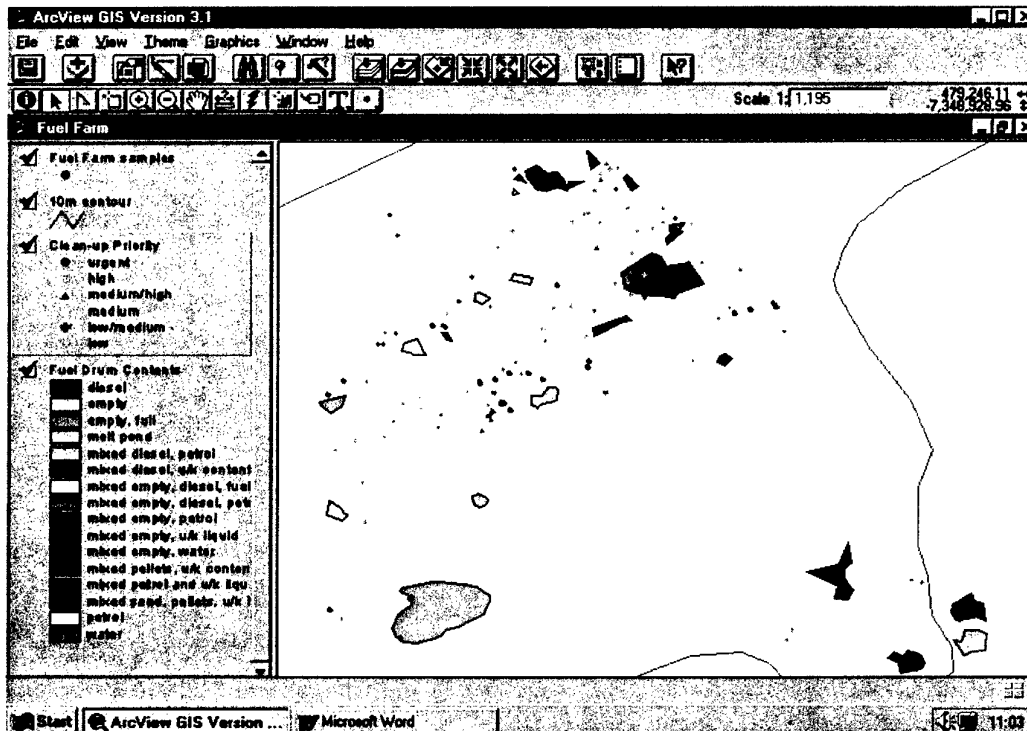 ArcView GIS Version 3.1
File Edit View Theme Graphics Window Help
Scale 1: 1,195
479,246.11
-7,348,928.96
Fuel Farm
Fuel Farm samples
10m contour
Clean-up Priority
urgent
high
medium/high
medium
low/medium
low
Fuel Drum Contents
diesel
empty
empty, full
melt pond
mixed diesel, petrol
mixed diesel, u/k content
mixed empty, diesel, fuel
mixed empty, diesel, petr
mixed empty, petrol
mixed empty, u/k liquid
mixed empty, water
mixed pellets, u/k conten
mixed petrol and u/k liqu
mixed sand, pellets, u/k l
petrol
water
Start ArcView GIS Version ... Microsoft Word 11:03